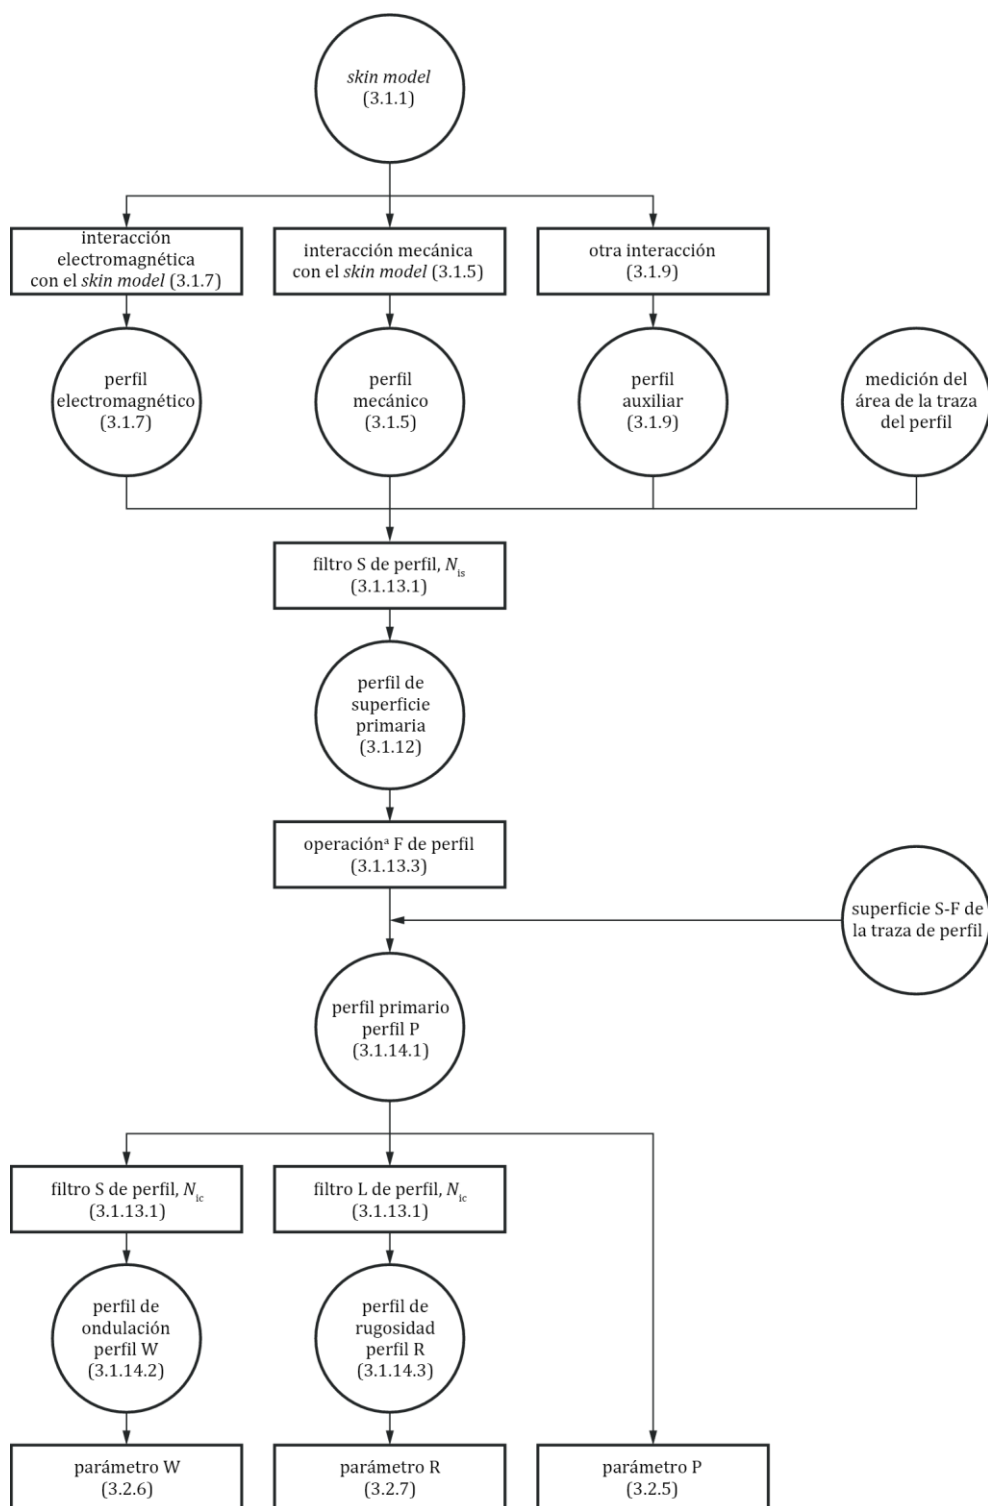 skin model
(3.1.1)
interacción
electromagnética
con el skin model (3.1.7)
interacción mecánica
con el skin model (3.1.5)
otra interacción
(3.1.9)
perfil
electromagnético
(3.1.7)
perfil
mecánico
(3.1.5)
perfil
auxiliar
(3.1.9)
medición del
área de la traza
del perfil
filtro S de perfil, Nis
(3.1.13.1)
perfil de
superficie
primaria
(3.1.12)
operaciónª F de perfil
(3.1.13.3)
superficie S-F de
la traza de perfil
perfil primario
perfil P
(3.1.14.1)
filtro S de perfil, Nic
(3.1.13.1)
filtro L de perfil, Nic
(3.1.13.1)
perfil de
ondulación
perfil W
(3.1.14.2)
perfil de
rugosidad
perfil R
(3.1.14.3)
parámetro W
(3.2.6)
parámetro R
(3.2.7)
parámetro P
(3.2.5)